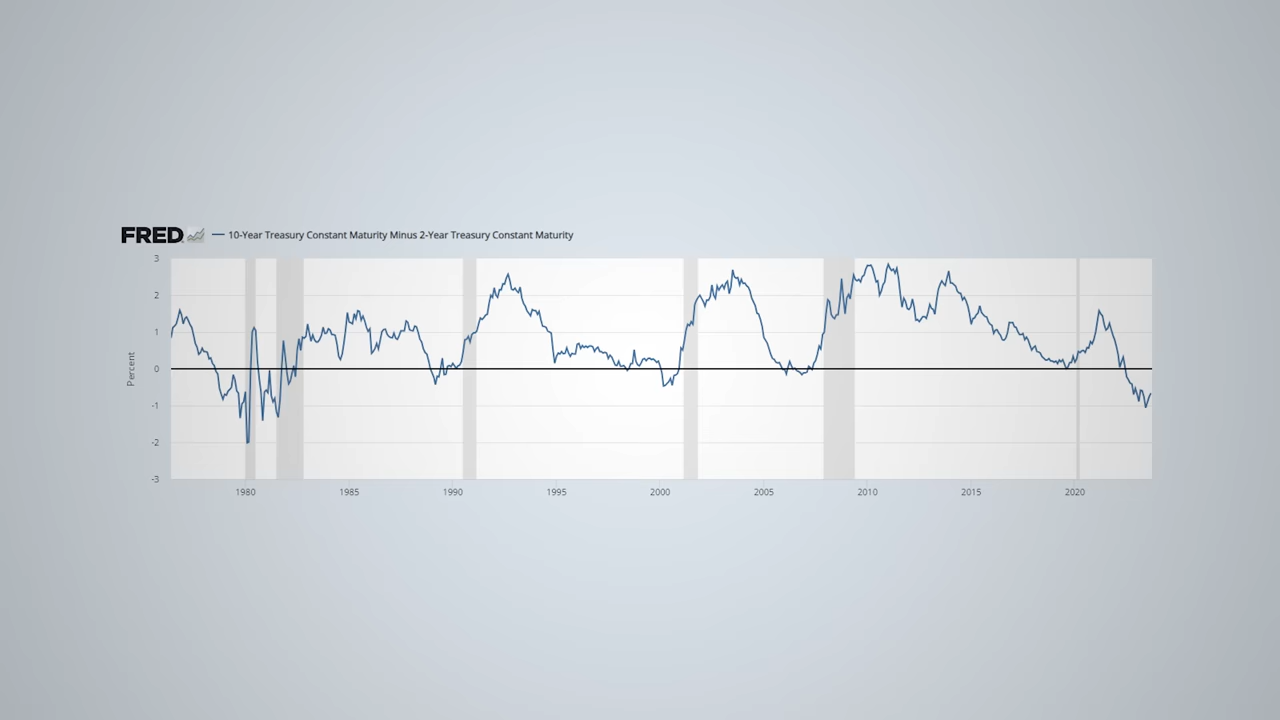 FRED
10-Year Treasury Constant Maturity Minus 2-Year Treasury Constant Maturity
3
2
1
0
-1
-2
-3
Percent
1980 1985 1990 1995 2000 2005 2010 2015 2020